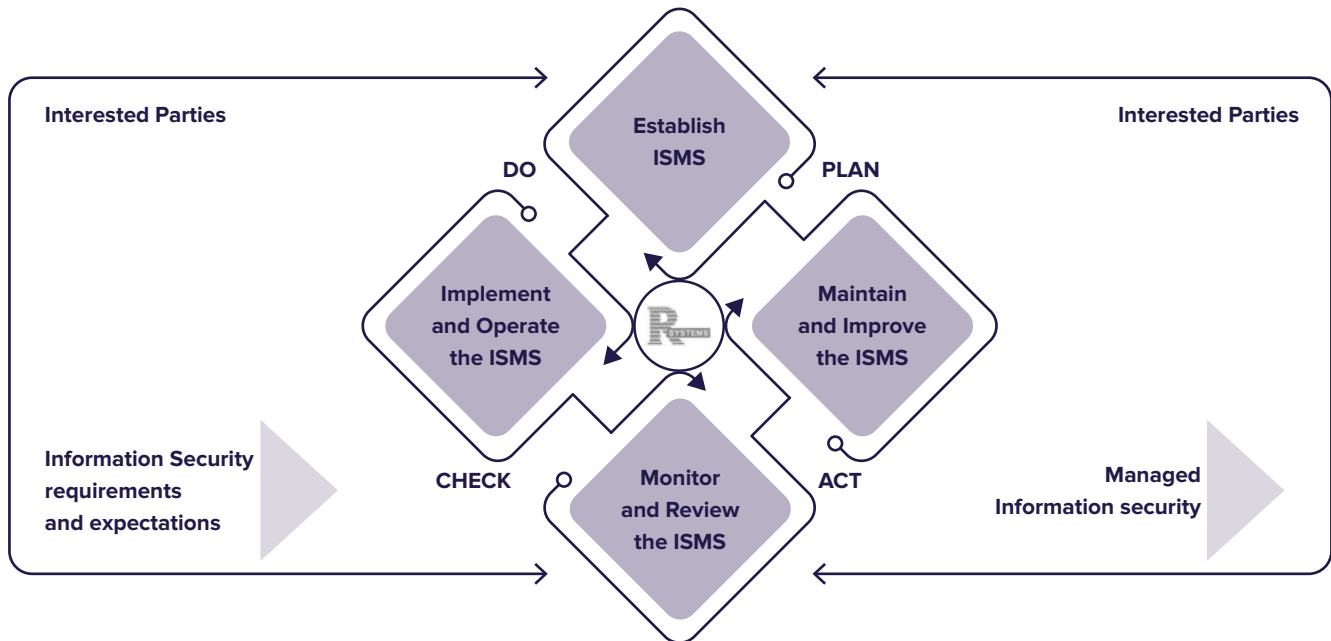 Interested Parties
Interested Parties
Establish
ISMS
DO
PLAN
Implement
and Operate
the ISMS
R SYSTEMS
Maintain
and Improve
the ISMS
Information Security
requirements
and expectations
CHECK
Monitor
and Review
the ISMS
ACT
Managed
Information security